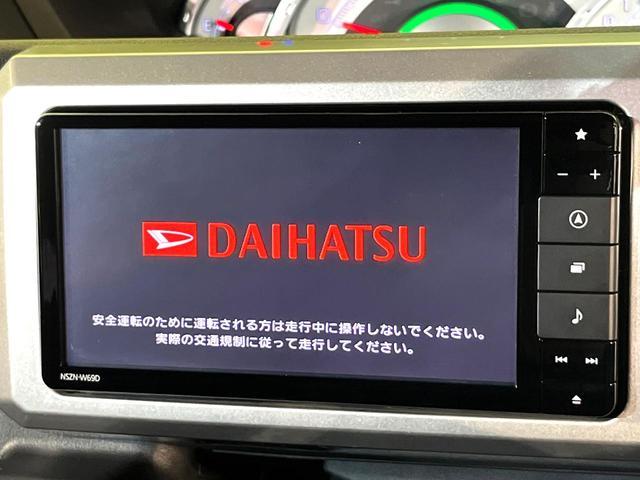 DAIHATSU
安全運転のために運転される方は走行中に操作しないでください。
実際の交通規制に従って走行してください。
NSZN-W69D